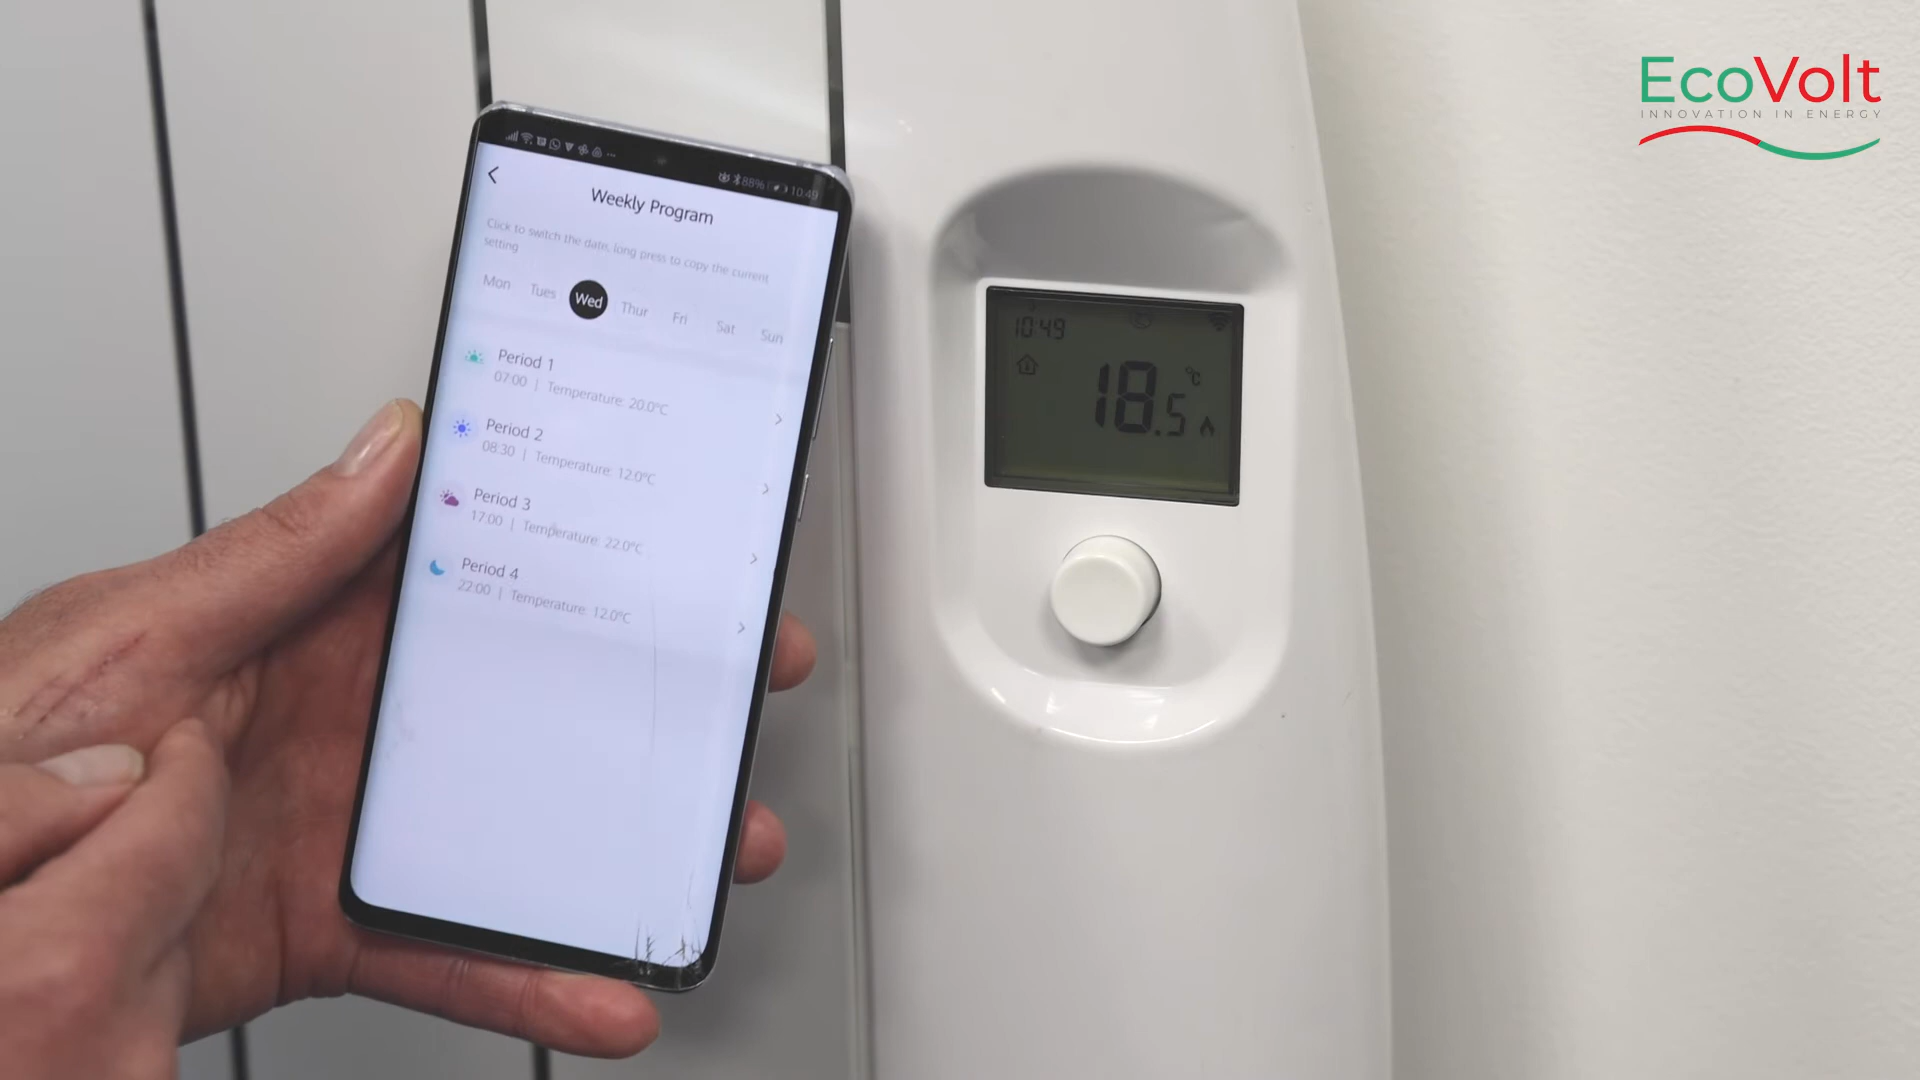 EcoVolt
INNOVATION IN ENERGY
88% 10:49
Weekly Program
Click to switch the date, long press to copy the current
setting
Mon Tues Wed Thur Fri Sat Sun
Period 1
07:00 | Temperature: 20.0°C
Period 2
08:30 | Temperature: 12.0°C
Period 3
17:00 | Temperature: 22.0°C
Period 4
22:00 | Temperature: 12.0°C
10:49
18.5 °C